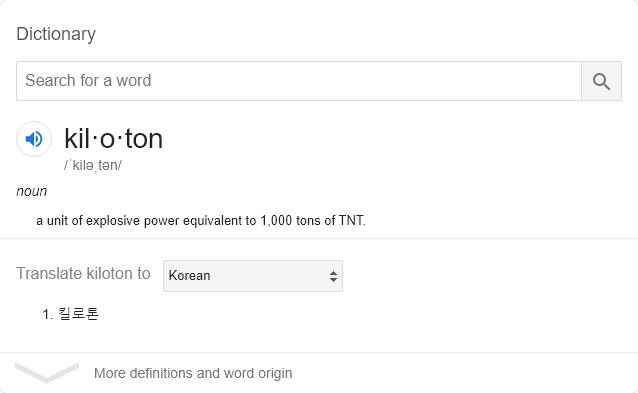 Dictionary
Search for a word
kil·o·ton
/ˈkiləˌtən/
noun
a unit of explosive power equivalent to 1,000 tons of TNT.
Translate kiloton to Korean
1. 킬로톤
More definitions and word origin